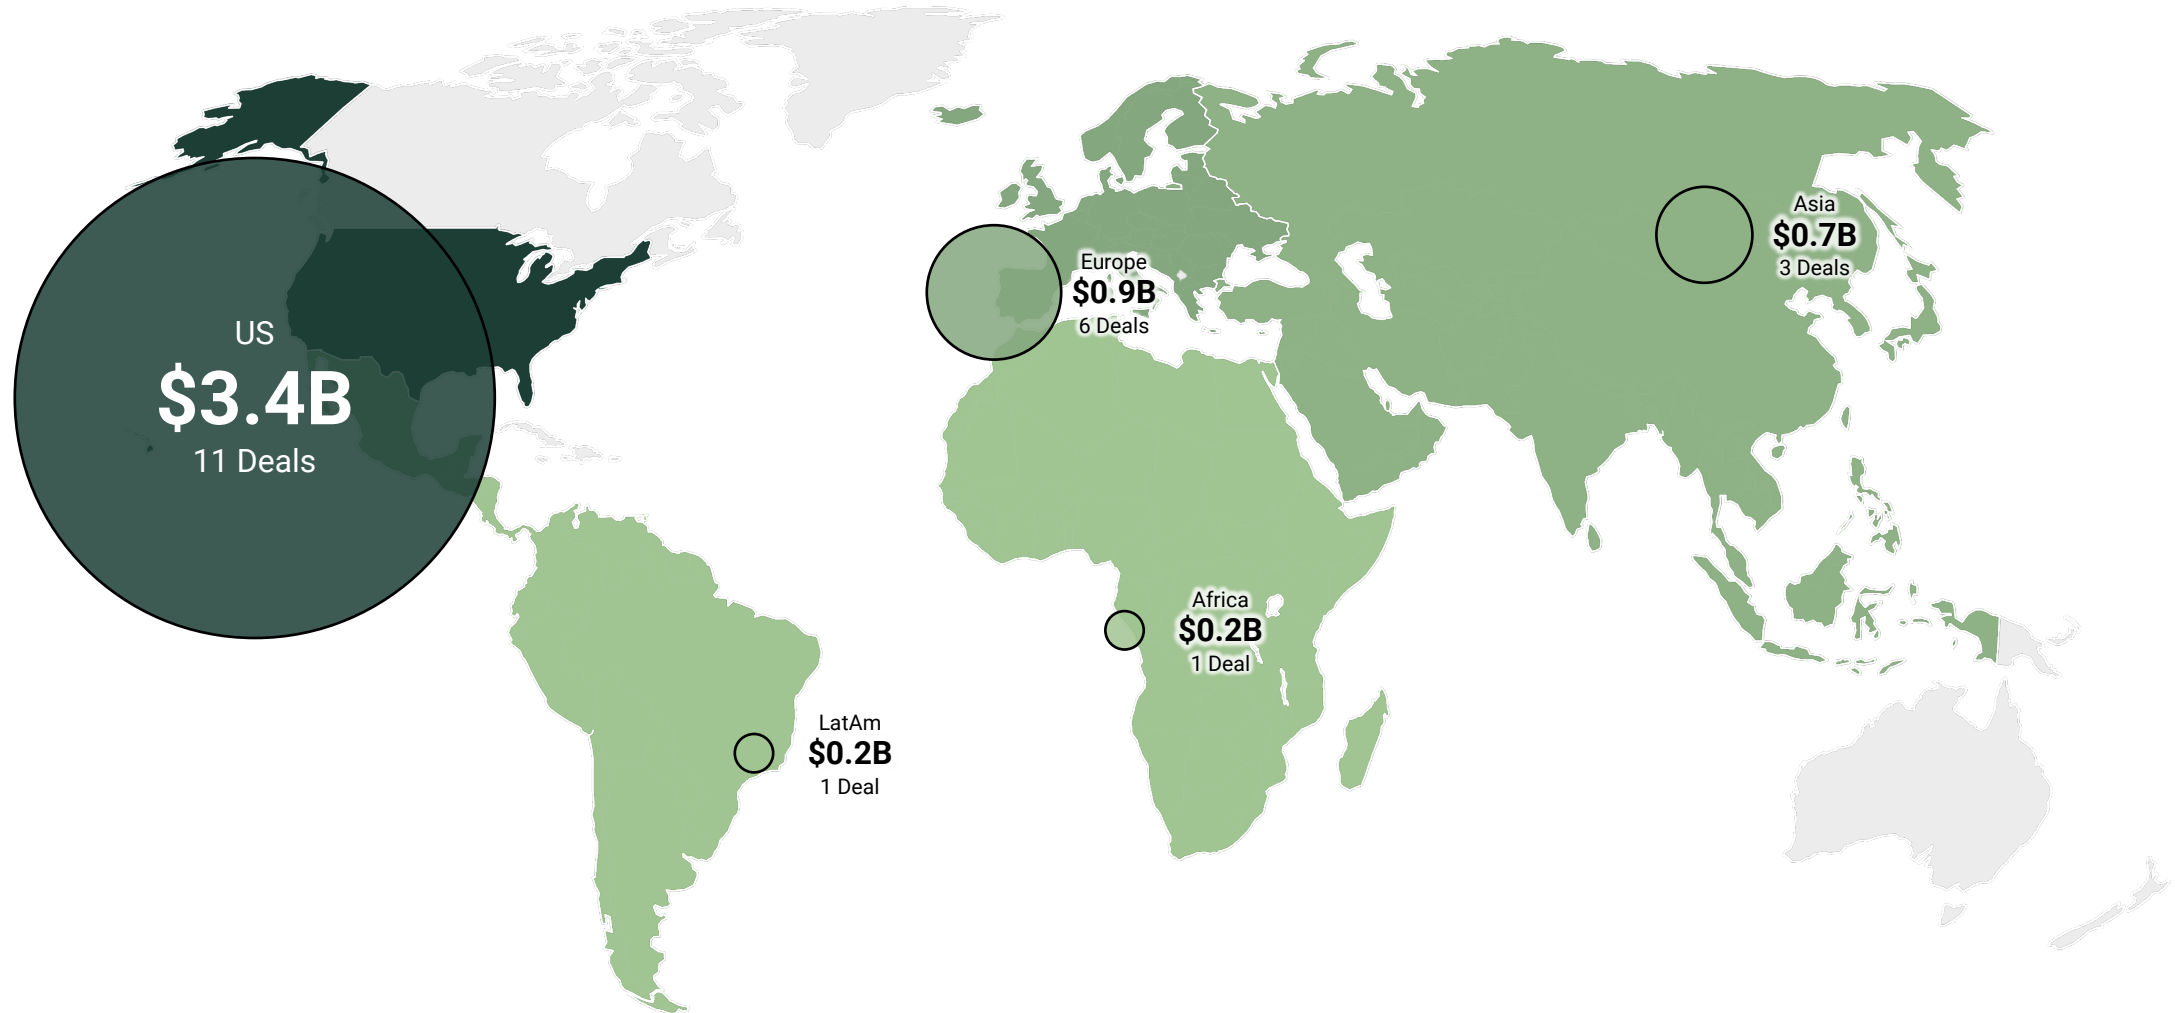 US
$3.4B
11 Deals
Europe
$0.9B
6 Deals
Asia
$0.7B
3 Deals
Africa
$0.2B
1 Deal
LatAm
$0.2B
1 Deal